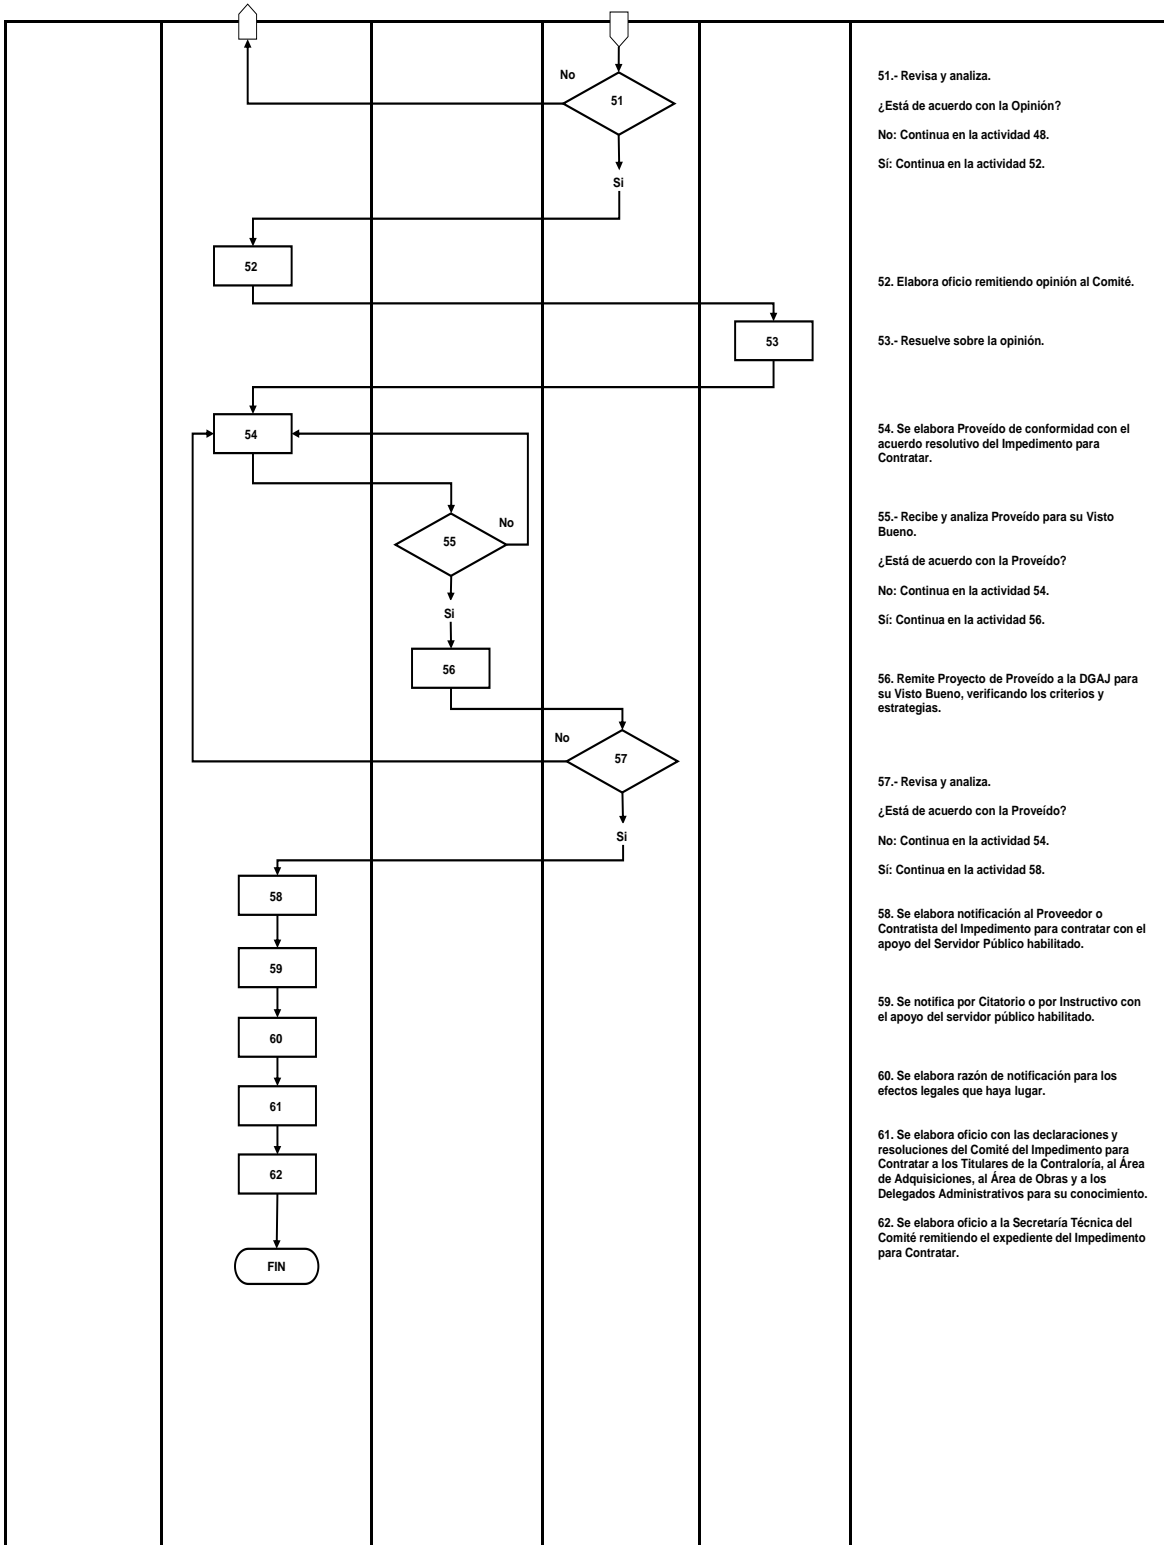 No
51
Si
52
53
54
No
55
Si
56
No
57
Si
58
59
60
61
62
FIN
51.- Revisa y analiza.
¿Está de acuerdo con la Opinión?
No: Continua en la actividad 48.
Sí: Continua en la actividad 52.
52. Elabora oficio remitiendo opinión al Comité.
53.- Resuelve sobre la opinión.
54. Se elabora Proveído de conformidad con el
acuerdo resolutivo del Impedimento para
Contratar.
55.- Recibe y analiza Proveído para su Visto
Bueno.
¿Está de acuerdo con la Proveído?
No: Continua en la actividad 54.
Sí: Continua en la actividad 56.
56. Remite Proyecto de Proveído a la DGAJ para
su Visto Bueno, verificando los criterios y
estrategias.
57.- Revisa y analiza.
¿Está de acuerdo con la Proveído?
No: Continua en la actividad 54.
Sí: Continua en la actividad 58.
58. Se elabora notificación al Proveedor o
Contratista del Impedimento para contratar con el
apoyo del Servidor Público habilitado.
59. Se notifica por Citatorio o por Instructivo con
el apoyo del servidor público habilitado.
60. Se elabora razón de notificación para los
efectos legales que haya lugar.
61. Se elabora oficio con las declaraciones y
resoluciones del Comité del Impedimento para
Contratar a los Titulares de la Contraloría, al Área
de Adquisiciones, al Área de Obras y a los
Delegados Administrativos para su conocimiento.
62. Se elabora oficio a la Secretaría Técnica del
Comité remitiendo el expediente del Impedimento
para Contratar.